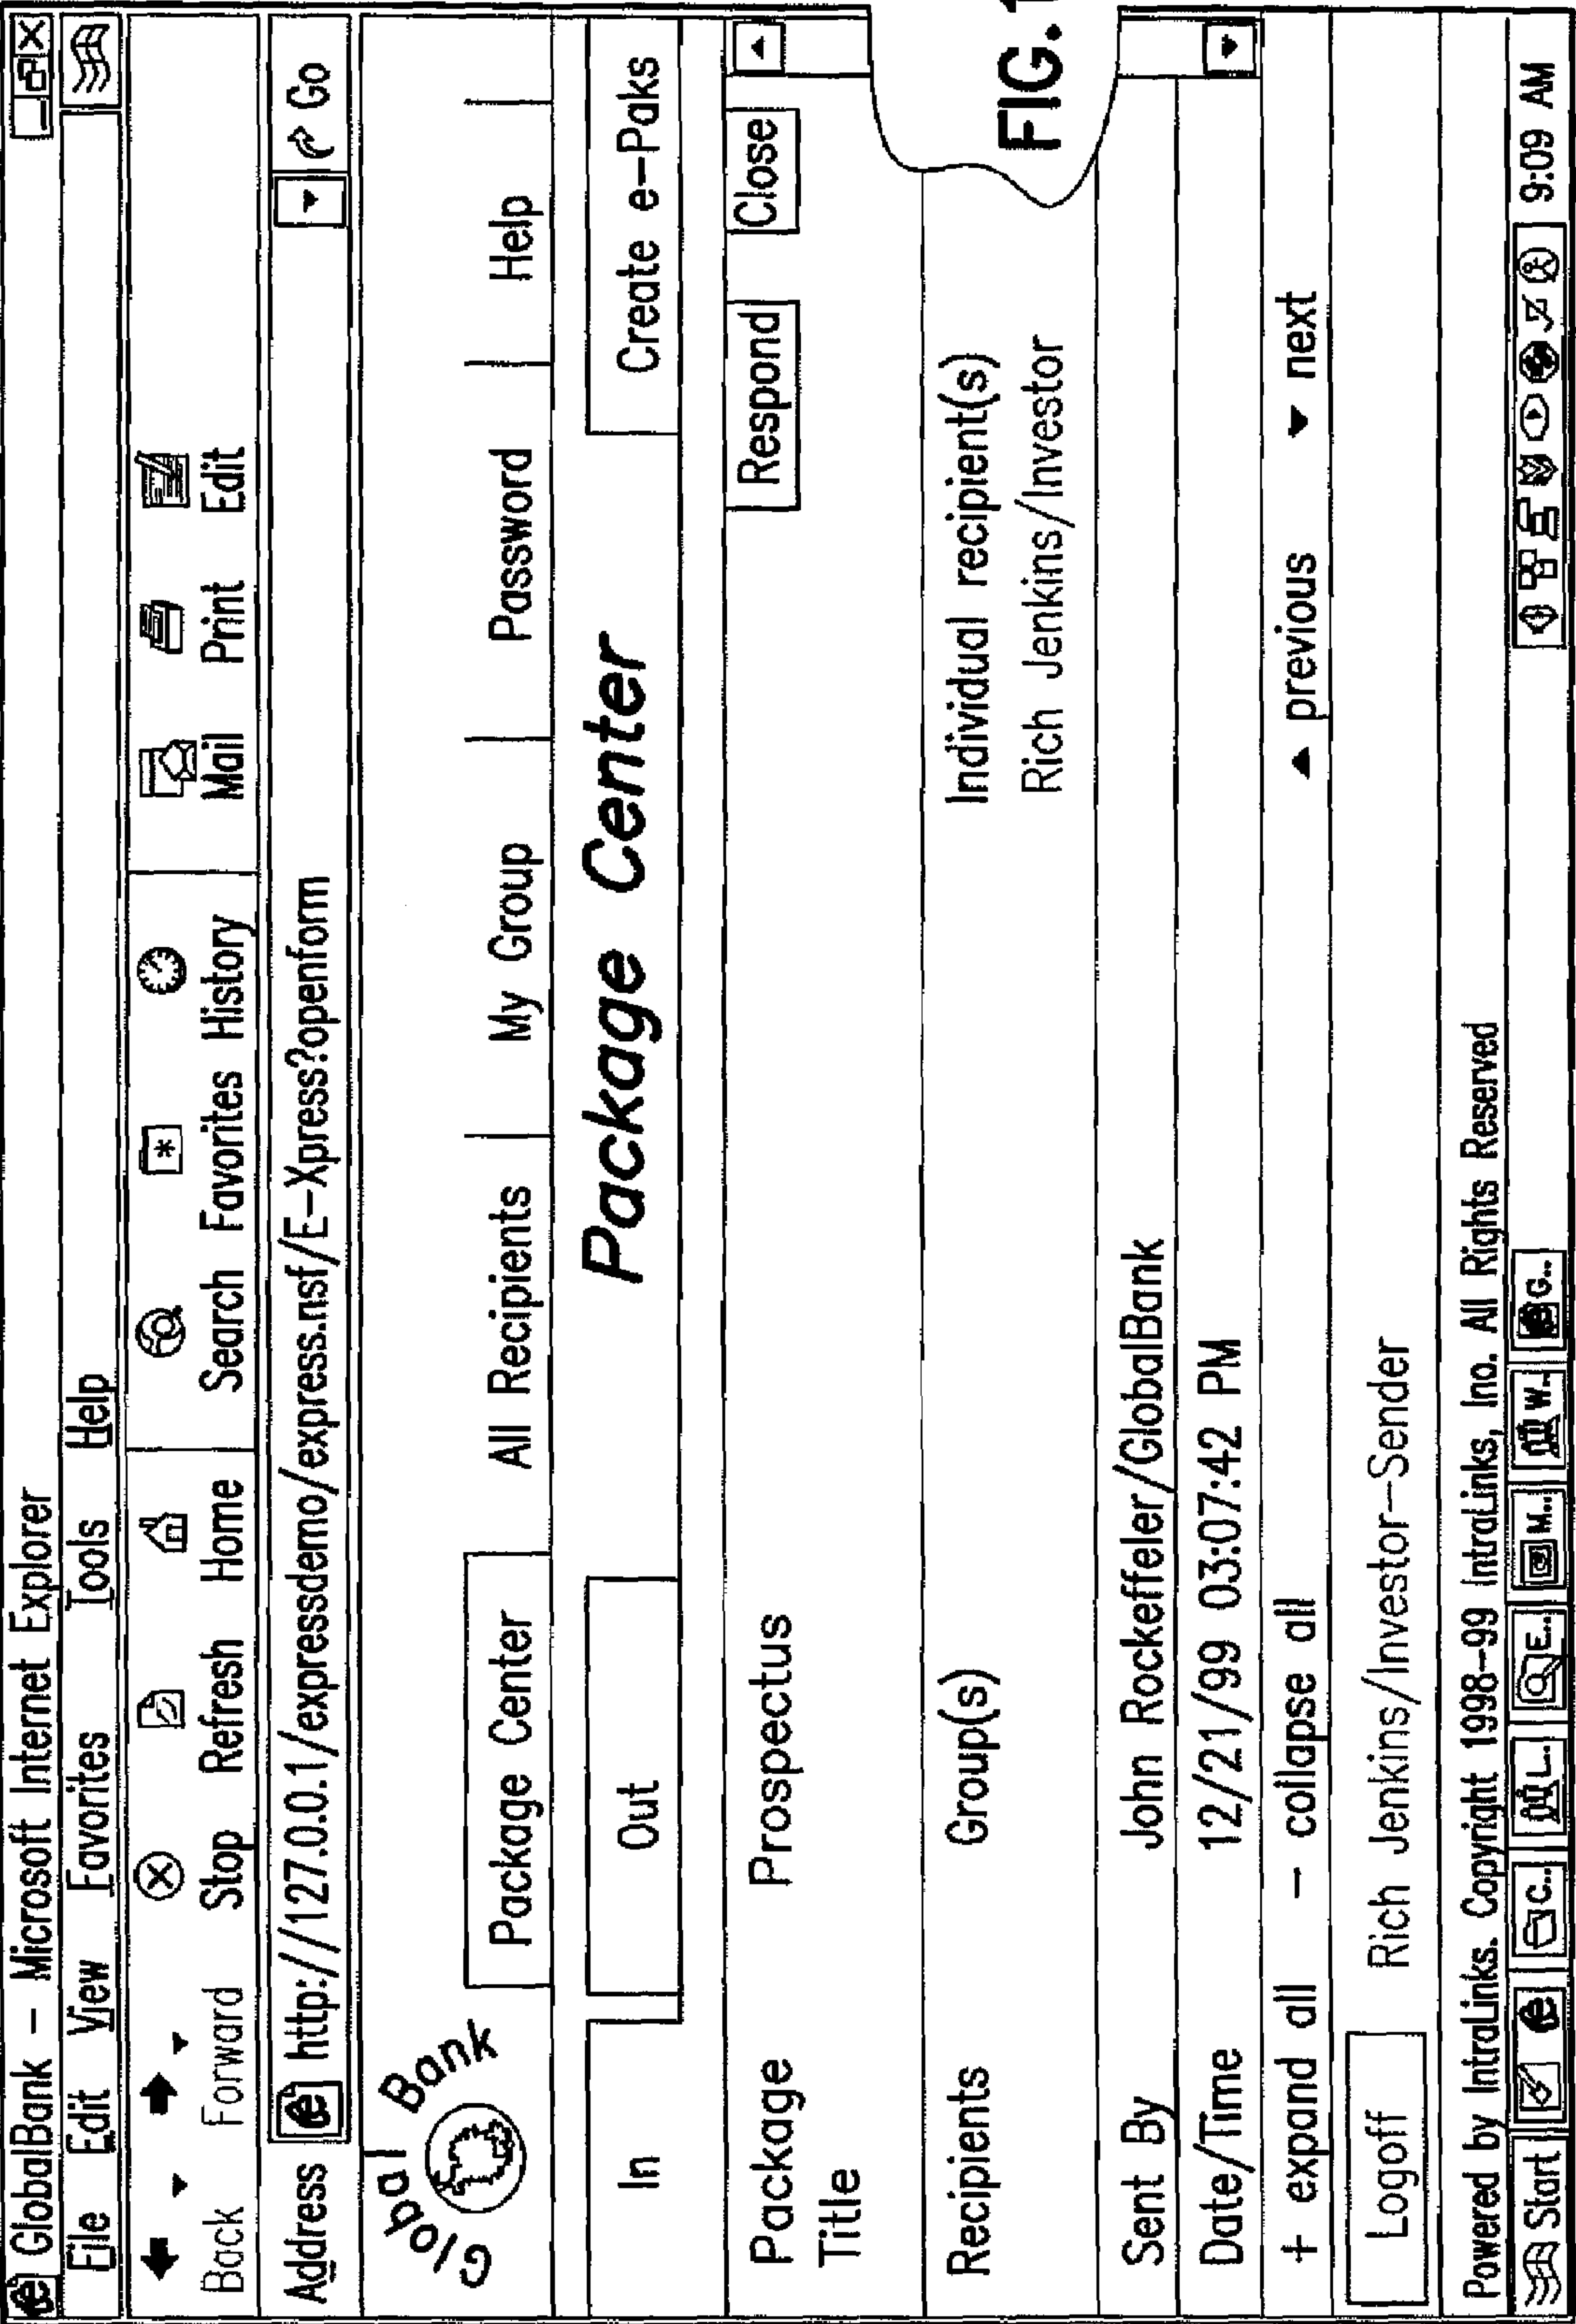 GlobalBank – Microsoft Internet Explorer
File Edit View Favorites Tools Help
Back Forward Stop Refresh Home Search Favorites History Mail Print Edit
Address http://127.0.0.1/expressdemo/express.nsf/E–Xpress?openform Go
Global Bank
Package Center All Recipients My Group Password Help
In Out Package Center Create e–Paks
Respond Close
Package Prospectus
Title
Recipients Group(s) Individual recipient(s)
Rich Jenkins/Investor
FIG.1
Sent By John Rockeffeler/GlobalBank
Date/Time 12/21/99 03:07:42 PM
+ expand all – collapse all previous next
Logoff Rich Jenkins/Investor–Sender
Powered by IntraLinks. Copyright 1998–99 IntraLinks, Ino. All Rights Reserved
Start C.. L.. E.. M.. W.. G.. 9:09 AM